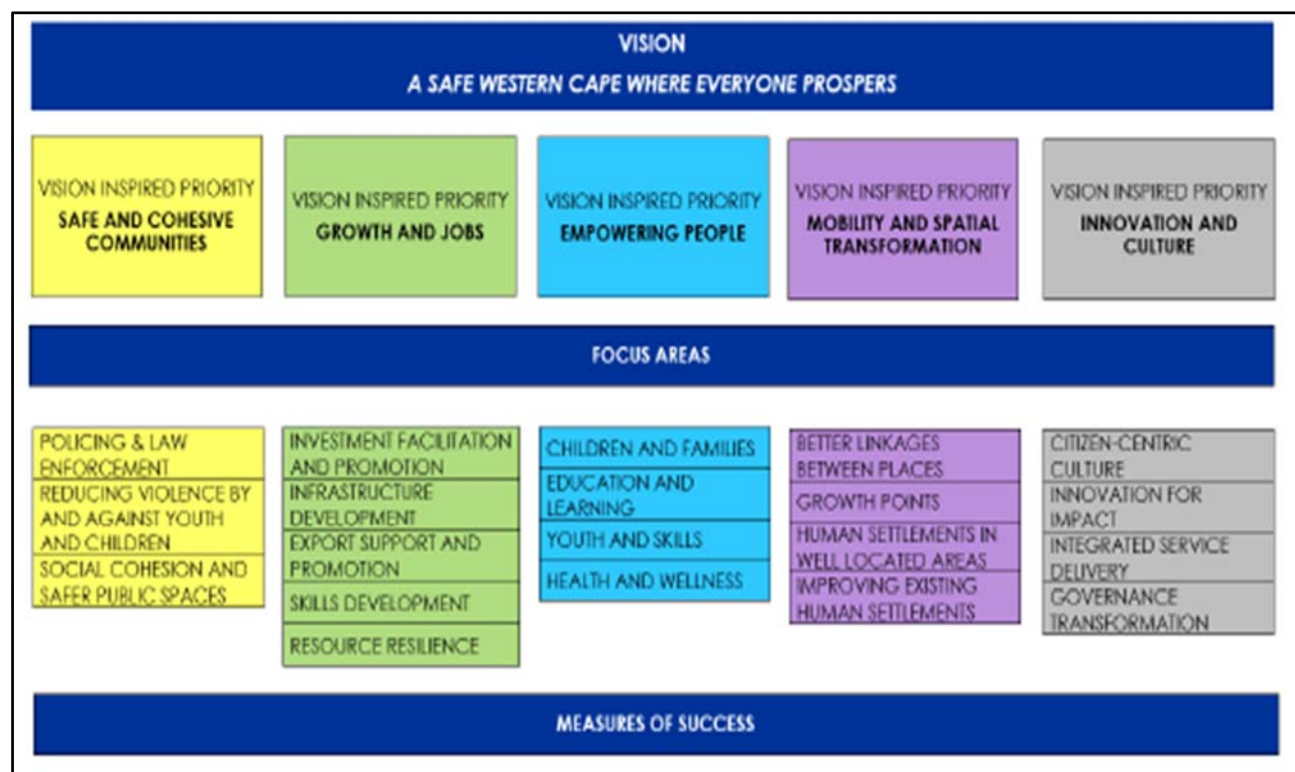 VISION
A SAFE WESTERN CAPE WHERE EVERYONE PROSPERS
VISION INSPIRED PRIORITY
SAFE AND COHESIVE
COMMUNITIES
VISION INSPIRED PRIORITY
GROWTH AND JOBS
VISION INSPIRED PRIORITY
EMPOWERING PEOPLE
VISION INSPIRED PRIORITY
MOBILITY AND SPATIAL
TRANSFORMATION
VISION INSPIRED PRIORITY
INNOVATION AND
CULTURE
FOCUS AREAS
POLICING & LAW
ENFORCEMENT
REDUCING VIOLENCE BY
AND AGAINST YOUTH
AND CHILDREN
SOCIAL COHESION AND
SAFER PUBLIC SPACES
INVESTMENT FACILITATION
AND PROMOTION
INFRASTRUCTURE
DEVELOPMENT
EXPORT SUPPORT AND
PROMOTION
SKILLS DEVELOPMENT
RESOURCE RESILIENCE
CHILDREN AND FAMILIES
EDUCATION AND
LEARNING
YOUTH AND SKILLS
HEALTH AND WELLNESS
BETTER LINKAGES
BETWEEN PLACES
GROWTH POINTS
HUMAN SETTLEMENTS IN
WELL LOCATED AREAS
IMPROVING EXISTING
HUMAN SETTLEMENTS
CITIZEN-CENTRIC
CULTURE
INNOVATION FOR
IMPACT
INTEGRATED SERVICE
DELIVERY
GOVERNANCE
TRANSFORMATION
MEASURES OF SUCCESS